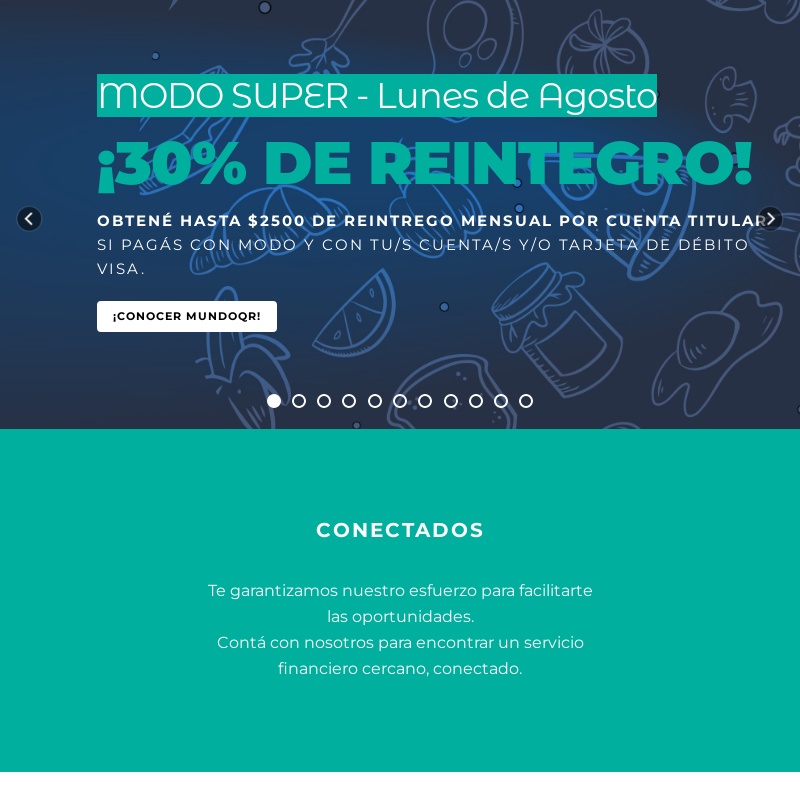 MODO SUPER - Lunes de Agosto
¡30% DE REINTEGRO!
OBTENÉ HASTA $2500 DE REINTREGO MENSUAL POR CUENTA TITULAR
SI PAGÁS CON MODO Y CON TU/S CUENTA/S Y/O TARJETA DE DÉBITO
VISA.
¡CONOCER MUNDOQR!
CONECTADOS
Te garantizamos nuestro esfuerzo para facilitarte
las oportunidades.
Contá con nosotros para encontrar un servicio
financiero cercano, conectado.